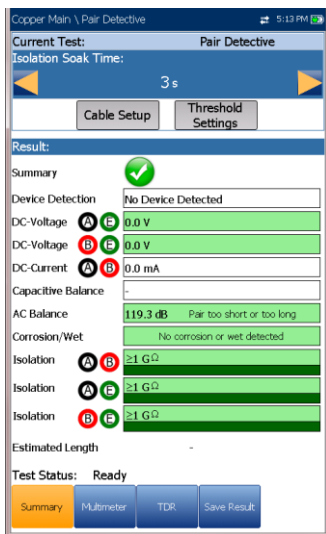 Copper Main \ Pair Detective 5:13 PM
Current Test: Pair Detective
Isolation Soak Time:
3 s
Cable Setup
Threshold
Settings
Result:
Summary
Device Detection No Device Detected
DC-Voltage A E 0.0 V
DC-Voltage B E 0.0 V
DC-Current A B 0.0 mA
Capacitive Balance -
AC Balance 119.3 dB Pair too short or too long
Corrosion/Wet No corrosion or wet detected
Isolation A B ≥1 GΩ
Isolation A E ≥1 GΩ
Isolation B E ≥1 GΩ
Estimated Length -
Test Status: Ready
Summary Multimeter TDR Save Result